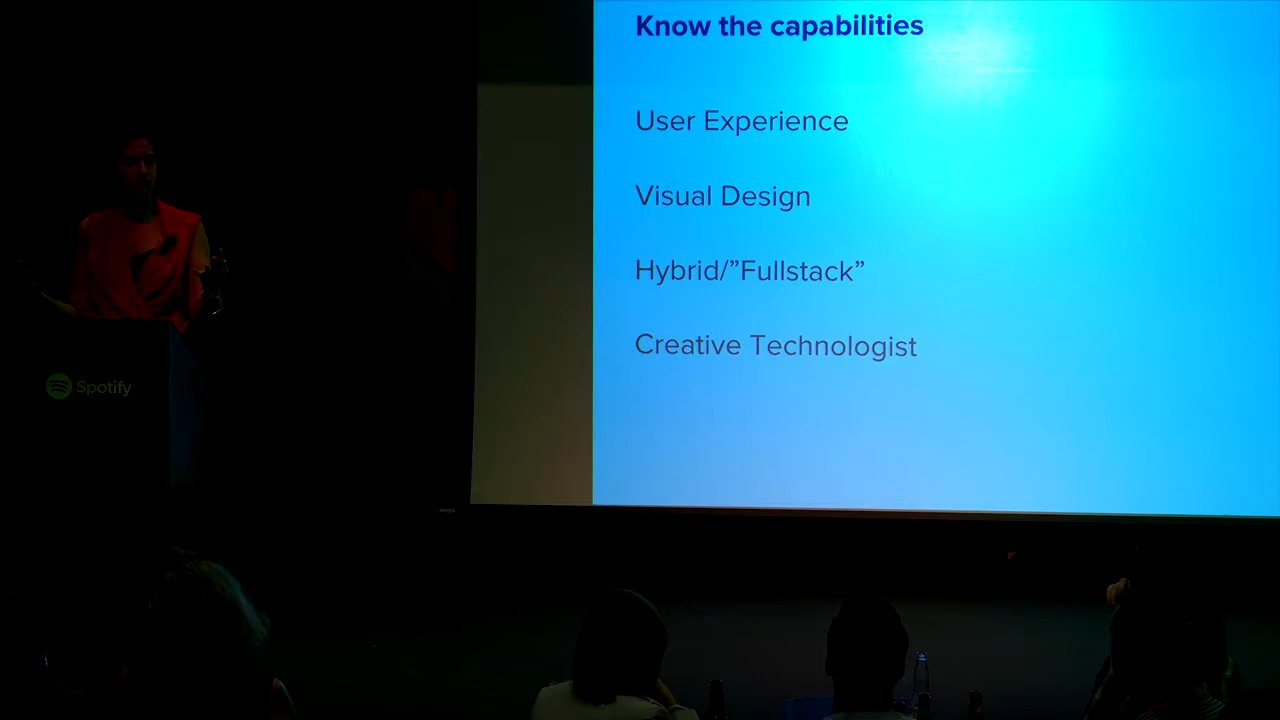 Know the capabilities
User Experience
Visual Design
Hybrid/”Fullstack”
Creative Technologist
Spotify